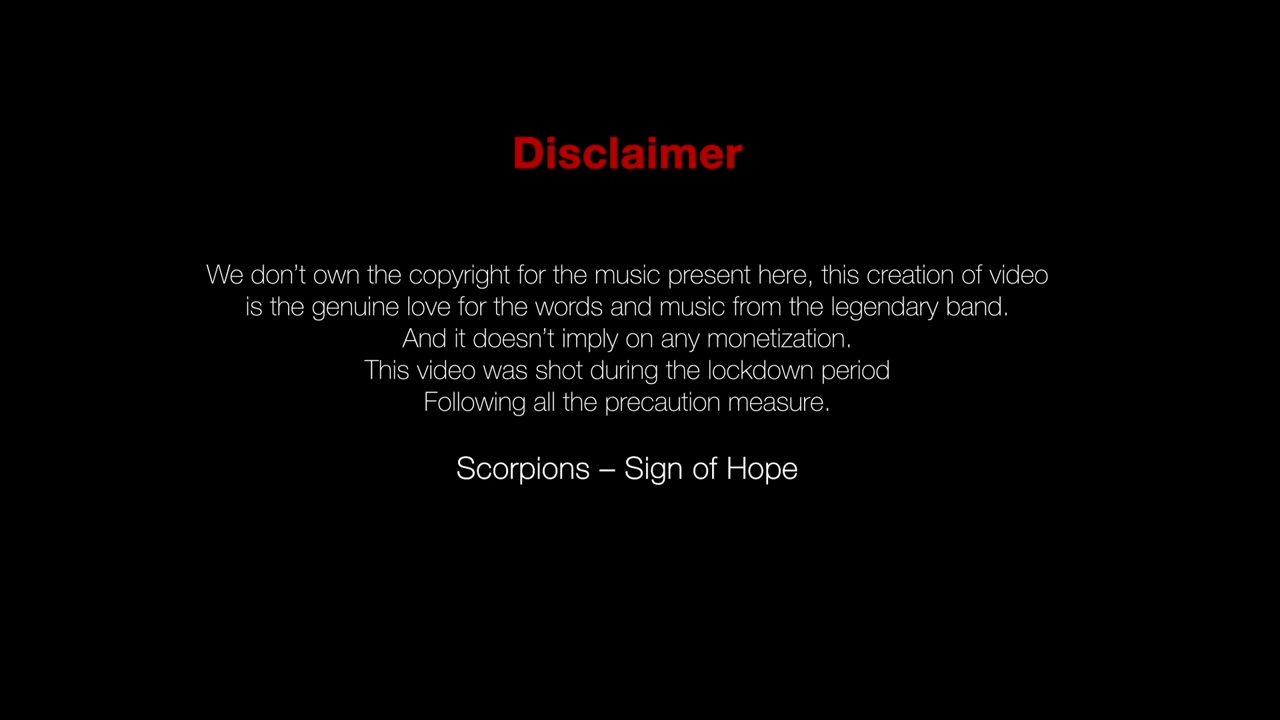 Disclaimer
We don’t own the copyright for the music present here, this creation of video
is the genuine love for the words and music from the legendary band.
And it doesn’t imply on any monetization.
This video was shot during the lockdown period
Following all the precaution measure.
Scorpions – Sign of Hope